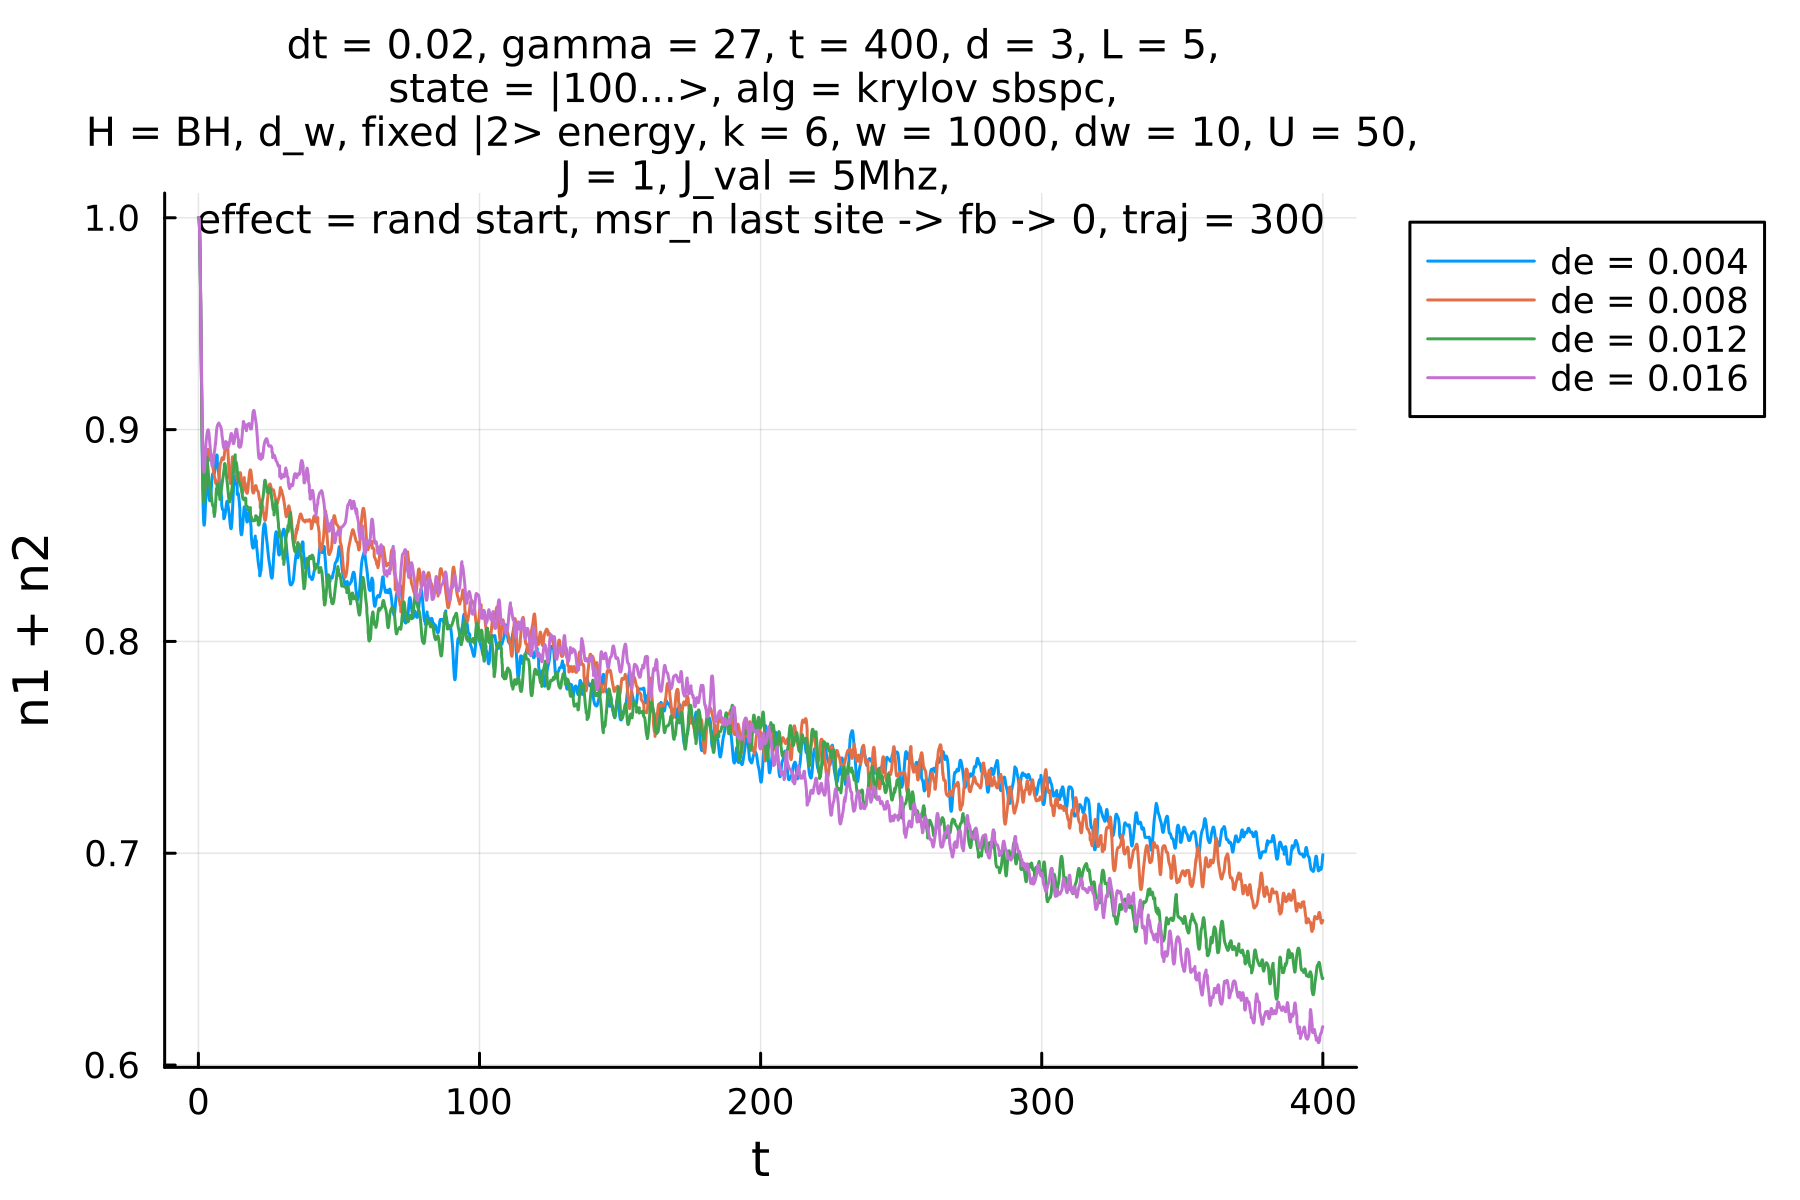 dt = 0.02, gamma = 27, t = 400, d = 3, L = 5,
state = |100...>, alg = krylov sbspc,
H = BH, d_w, fixed |2> energy, k = 6, w = 1000, dw = 10, U = 50,
J = 1, J_val = 5Mhz,
effect = rand start, msr_n last site -> fb -> 0, traj = 300
de = 0.004
de = 0.008
de = 0.012
de = 0.016
n1 + n2
1.0
0.9
0.8
0.7
0.6
0 100 200 300 400
t